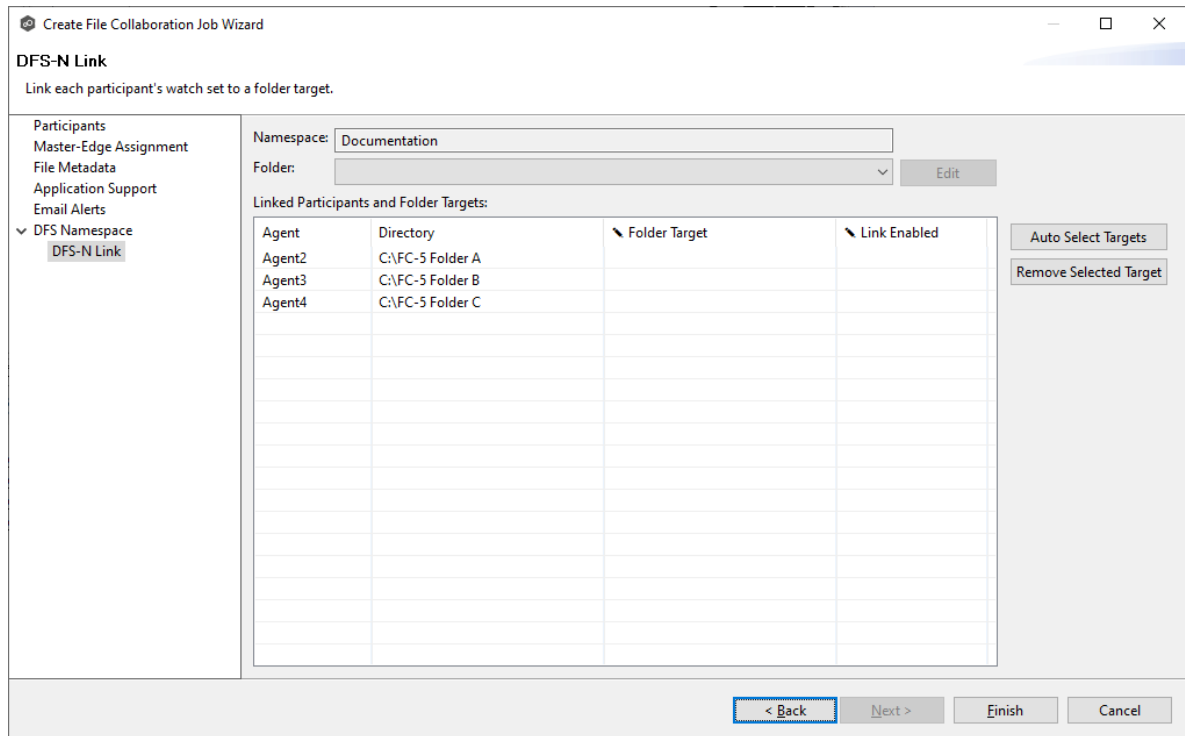 Create File Collaboration Job Wizard
DFS-N Link
Link each participant's watch set to a folder target.
Participants
Master-Edge Assignment
File Metadata
Application Support
Email Alerts
DFS Namespace
DFS-N Link
Namespace: Documentation
Folder: Edit
Linked Participants and Folder Targets:
Agent Directory Folder Target Link Enabled
Agent2 C:\FC-5 Folder A
Agent3 C:\FC-5 Folder B
Agent4 C:\FC-5 Folder C
Auto Select Targets
Remove Selected Target
< Back Next > Finish Cancel